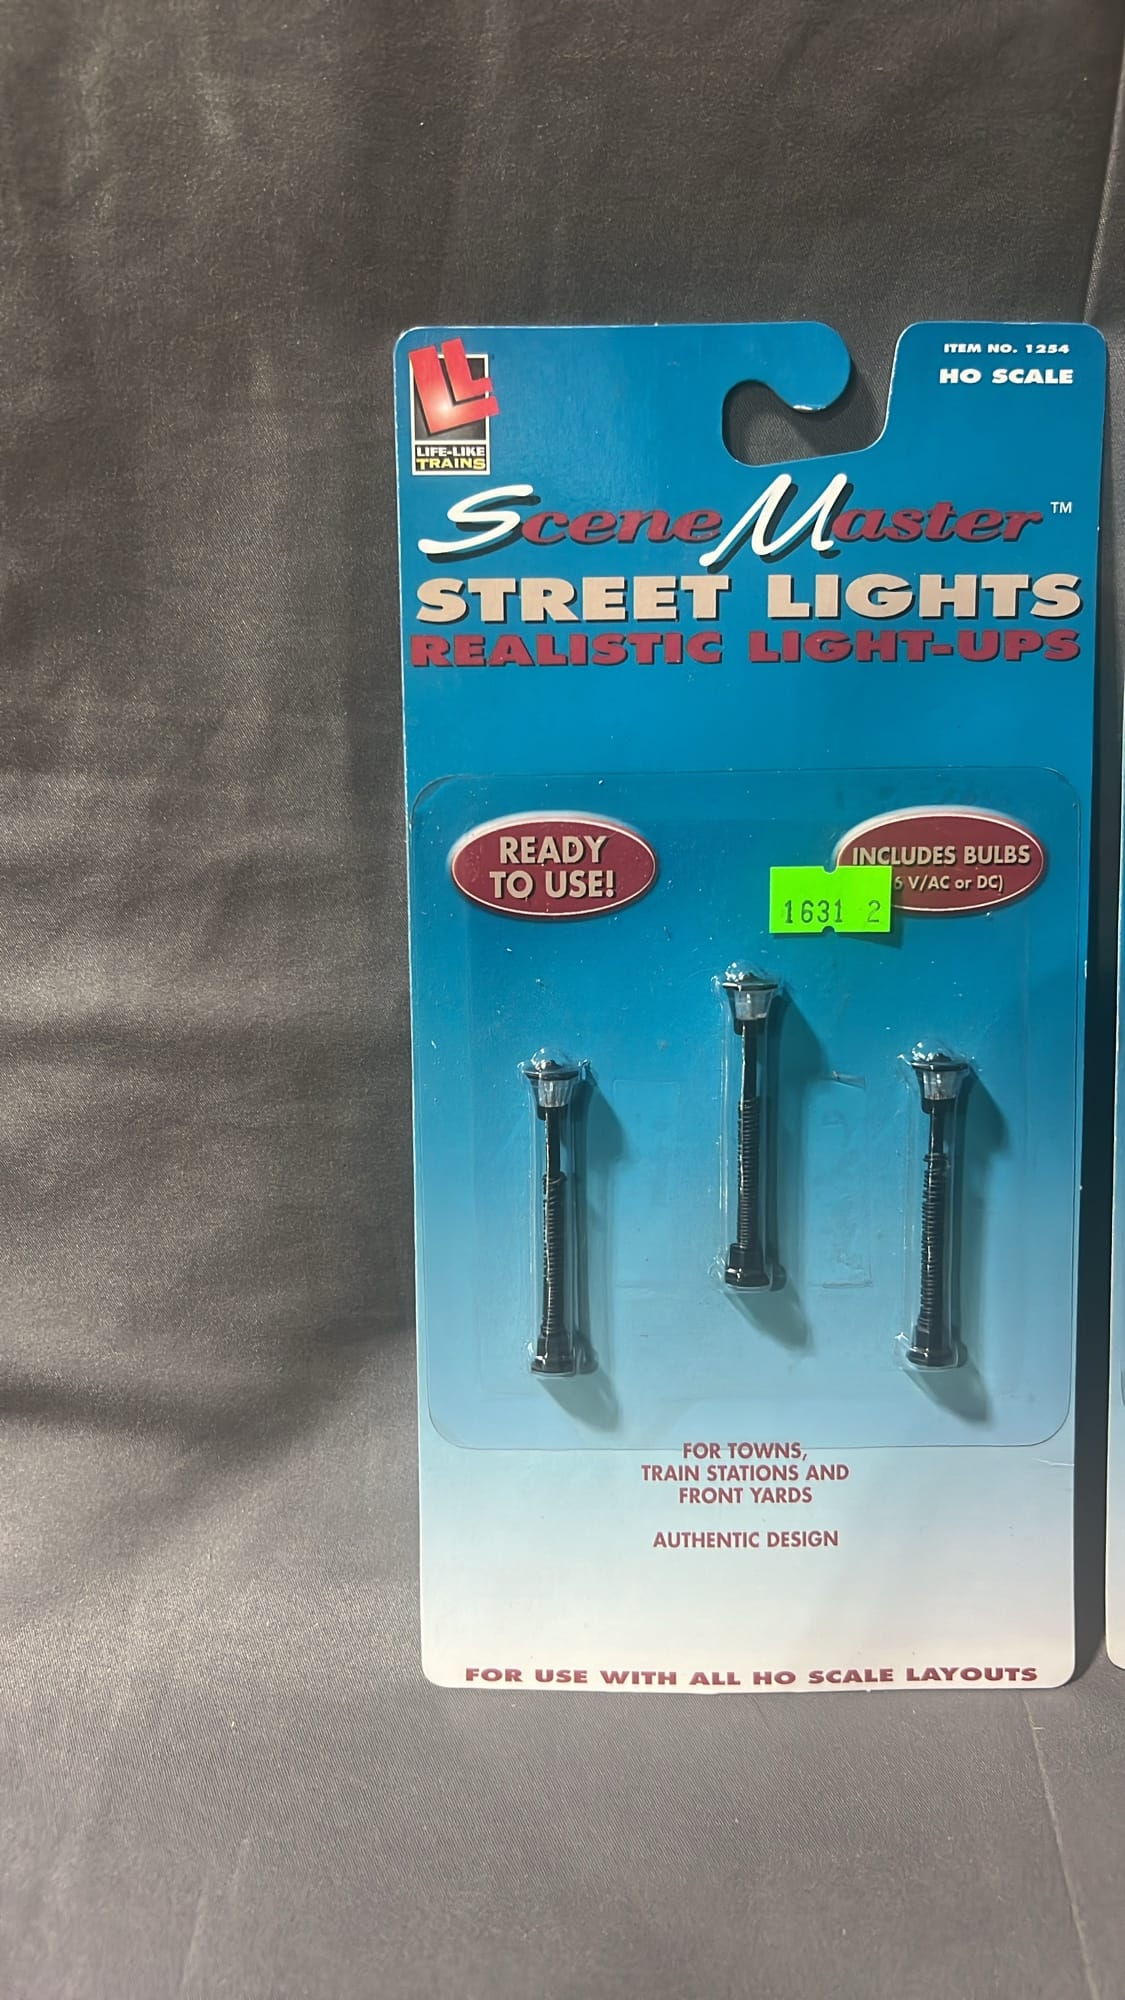 LIFE-LIKE
TRAINS
ITEM NO. 1254
HO SCALE
SceneMaster™
STREET LIGHTS
REALISTIC LIGHT-UPS
READY
TO USE!
INCLUDES BULBS
6 V/AC or DC)
1631 2
FOR TOWNS,
TRAIN STATIONS AND
FRONT YARDS
AUTHENTIC DESIGN
FOR USE WITH ALL HO SCALE LAYOUTS